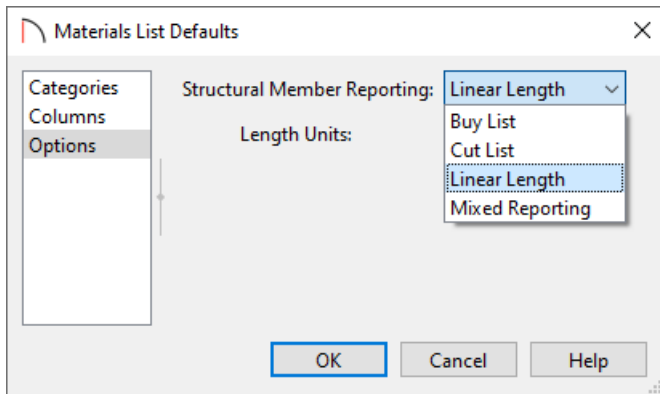 Materials List Defaults
Categories
Columns
Options
Structural Member Reporting: Linear Length
Length Units:
Buy List
Cut List
Linear Length
Mixed Reporting
OK Cancel Help